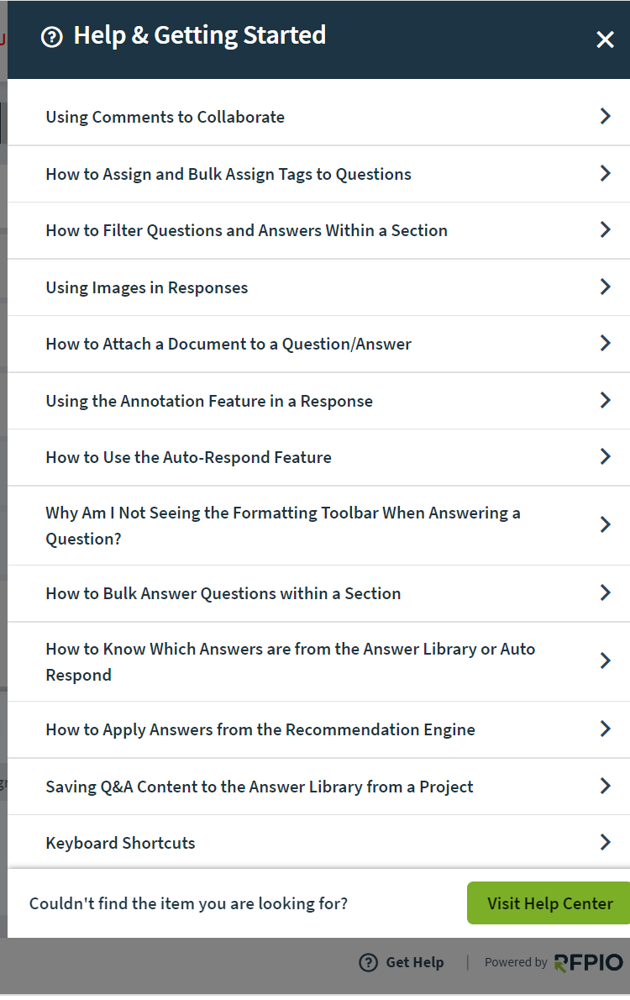 Help & Getting Started
Using Comments to Collaborate
How to Assign and Bulk Assign Tags to Questions
How to Filter Questions and Answers Within a Section
Using Images in Responses
How to Attach a Document to a Question/Answer
Using the Annotation Feature in a Response
How to Use the Auto-Respond Feature
Why Am I Not Seeing the Formatting Toolbar When Answering a
Question?
How to Bulk Answer Questions within a Section
How to Know Which Answers are from the Answer Library or Auto
Respond
How to Apply Answers from the Recommendation Engine
Saving Q&A Content to the Answer Library from a Project
Keyboard Shortcuts
Couldn't find the item you are looking for? Visit Help Center
Get Help | Powered by RFPIO